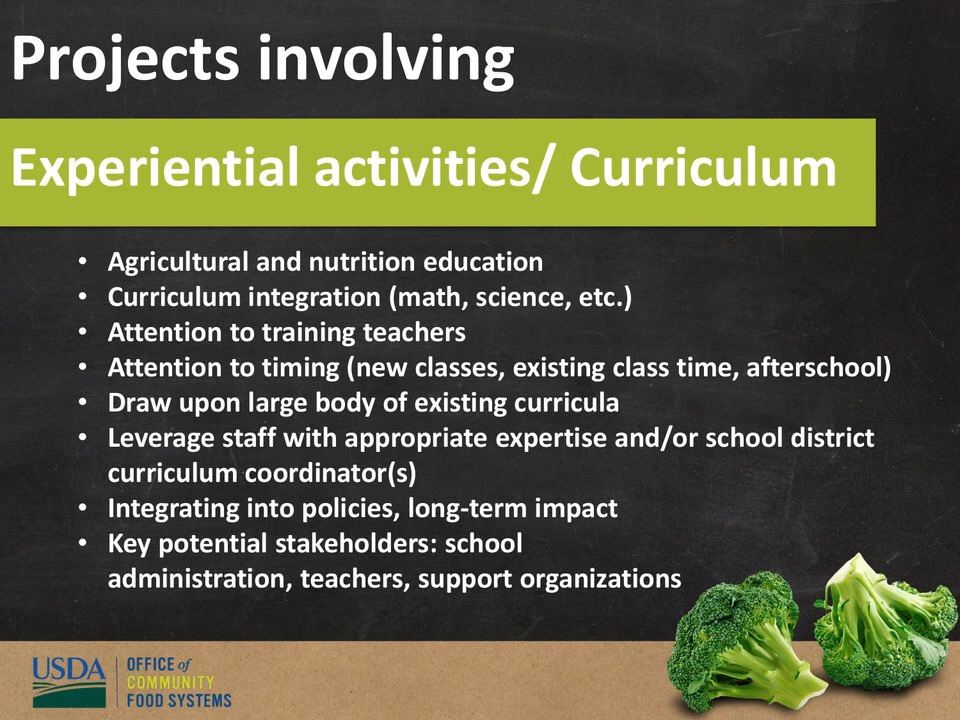 Projects involving
Experiential activities/ Curriculum
• Agricultural and nutrition education
• Curriculum integration (math, science, etc.)
• Attention to training teachers
• Attention to timing (new classes, existing class time, afterschool)
• Draw upon large body of existing curricula
• Leverage staff with appropriate expertise and/or school district
curriculum coordinator(s)
• Integrating into policies, long-term impact
• Key potential stakeholders: school
administration, teachers, support organizations
USDA
OFFICE of
COMMUNITY
FOOD SYSTEMS